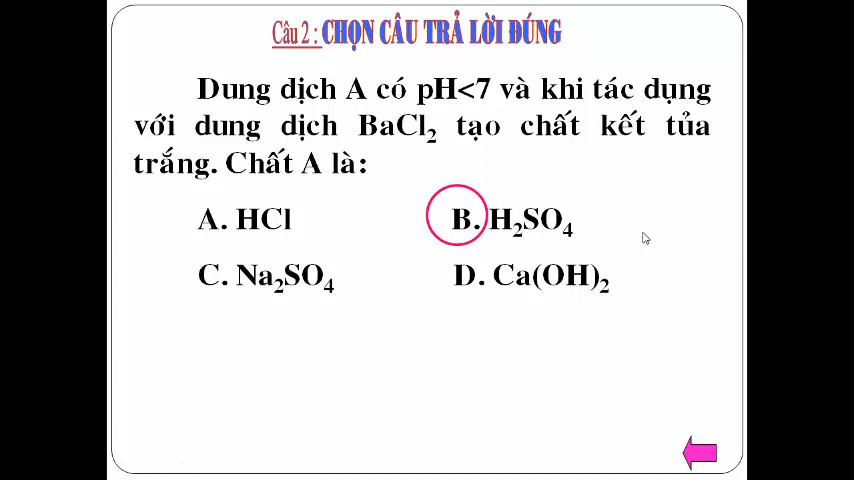 Câu 2 : CHỌN CÂU TRẢ LỜI ĐÚNG
Dung dịch A có pH<7 và khi tác dụng
với dung dịch BaCl₂ tạo chất kết tủa
trắng. Chất A là:
A. HCl B. H₂SO₄
C. Na₂SO₄ D. Ca(OH)₂